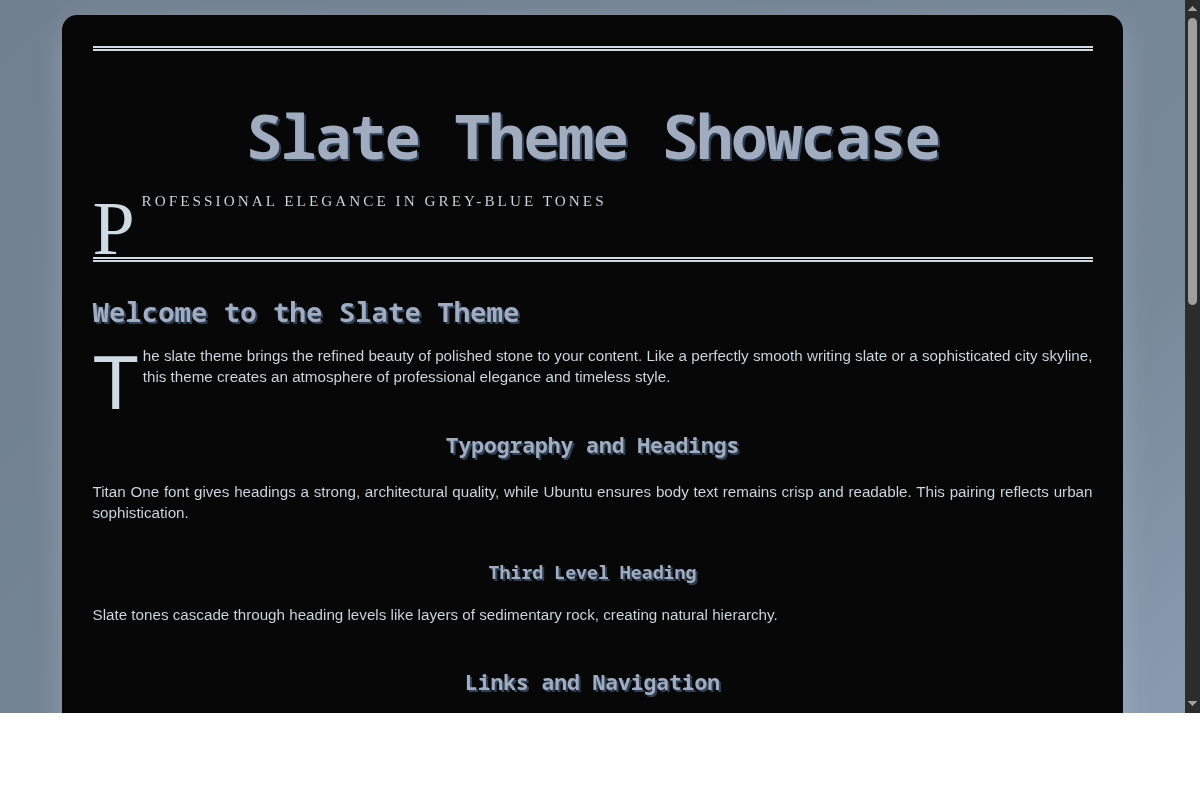 Slate Theme Showcase
PROFESSIONAL ELEGANCE IN GREY-BLUE TONES
Welcome to the Slate Theme
The slate theme brings the refined beauty of polished stone to your content. Like a perfectly smooth writing slate or a sophisticated city skyline,
this theme creates an atmosphere of professional elegance and timeless style.
Typography and Headings
Titan One font gives headings a strong, architectural quality, while Ubuntu ensures body text remains crisp and readable. This pairing reflects urban
sophistication.
Third Level Heading
Slate tones cascade through heading levels like layers of sedimentary rock, creating natural hierarchy.
Links and Navigation